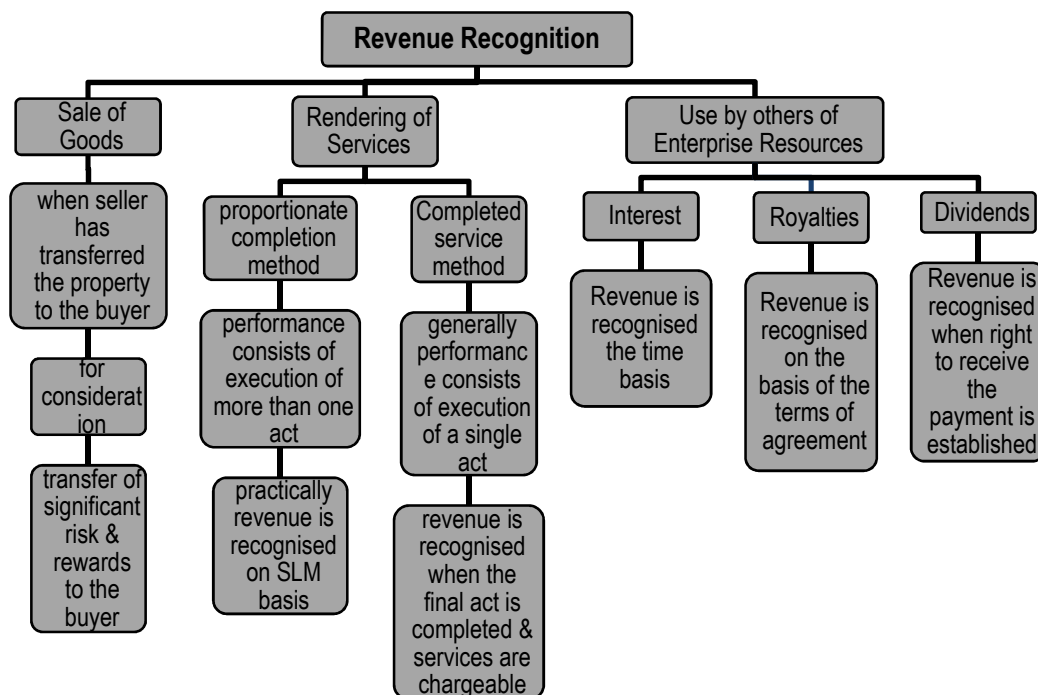 Revenue Recognition
Sale of
Goods
when seller
has
transferred
the property
to the buyer
for
considerat
ion
transfer of
significant
risk &
rewards
to the
buyer
Rendering of
Services
proportionate
completion
method
performance
consists of
execution of
more than one
act
practically
revenue is
recognised
on SLM
basis
Completed
service
method
generally
performanc
e consists
of execution
of a single
act
revenue is
recognised
when the
final act is
completed &
services are
chargeable
Use by others of
Enterprise Resources
Interest
Revenue is
recognised
the time
basis
Royalties
Revenue is
recognised
on the
basis of the
terms of
agreement
Dividends
Revenue is
recognised
when right
to receive
the
payment is
established